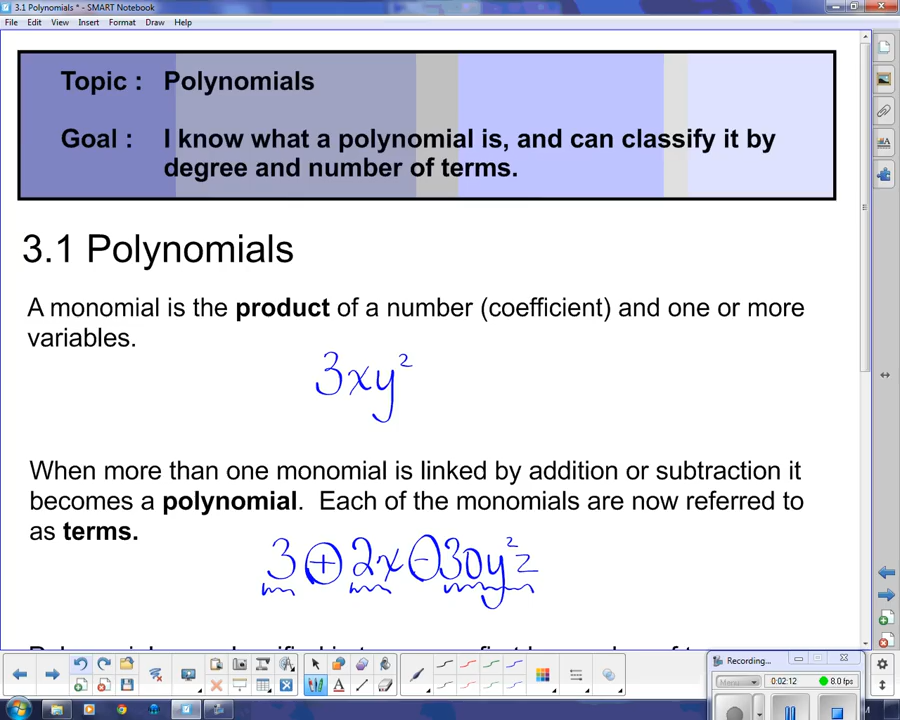 3.1 Polynomials * - SMART Notebook
File Edit View Insert Format Draw Help
Topic : Polynomials
Goal : I know what a polynomial is, and can classify it by
degree and number of terms.
3.1 Polynomials
A monomial is the product of a number (coefficient) and one or more
variables.
3xy²
When more than one monomial is linked by addition or subtraction it
becomes a polynomial. Each of the monomials are now referred to
as terms.
3 + 2x - 30y²z
Recording...
Menu
0:02:12 8.0 fps